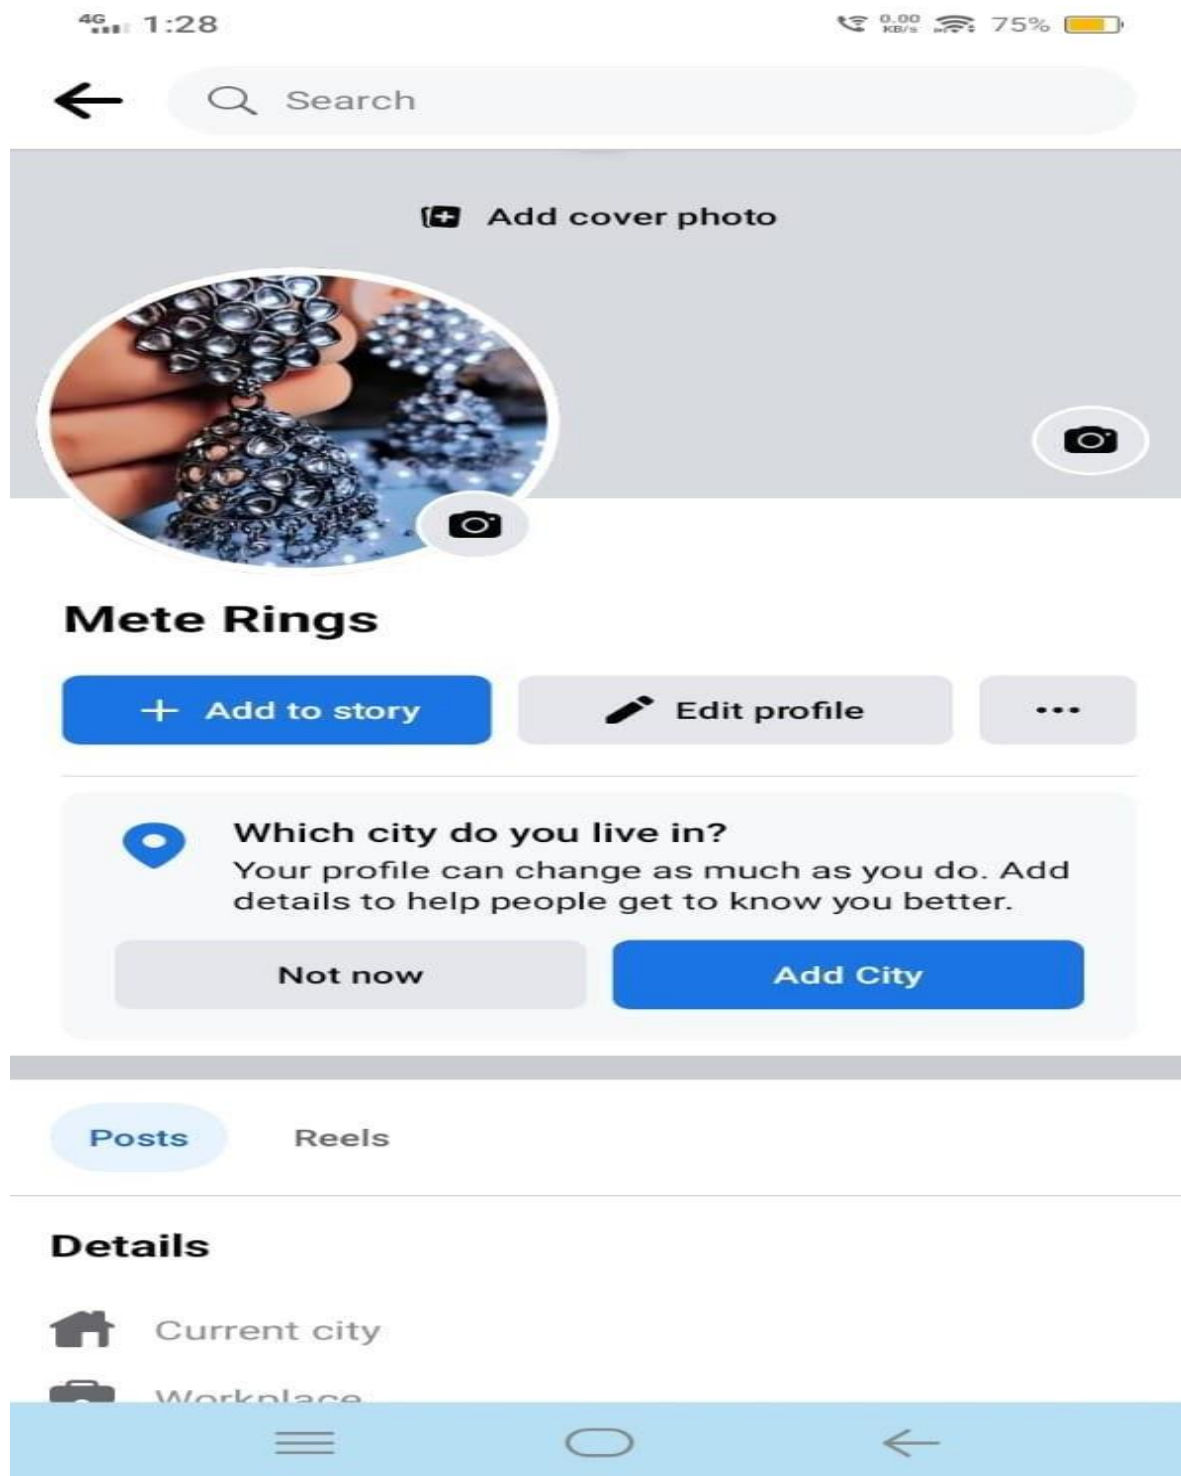 4G 1:28 0.00 KB/s 75%
Search
Add cover photo
Mete Rings
+ Add to story Edit profile ...
Which city do you live in?
Your profile can change as much as you do. Add
details to help people get to know you better.
Not now Add City
Posts Reels
Details
Current city
Workplace